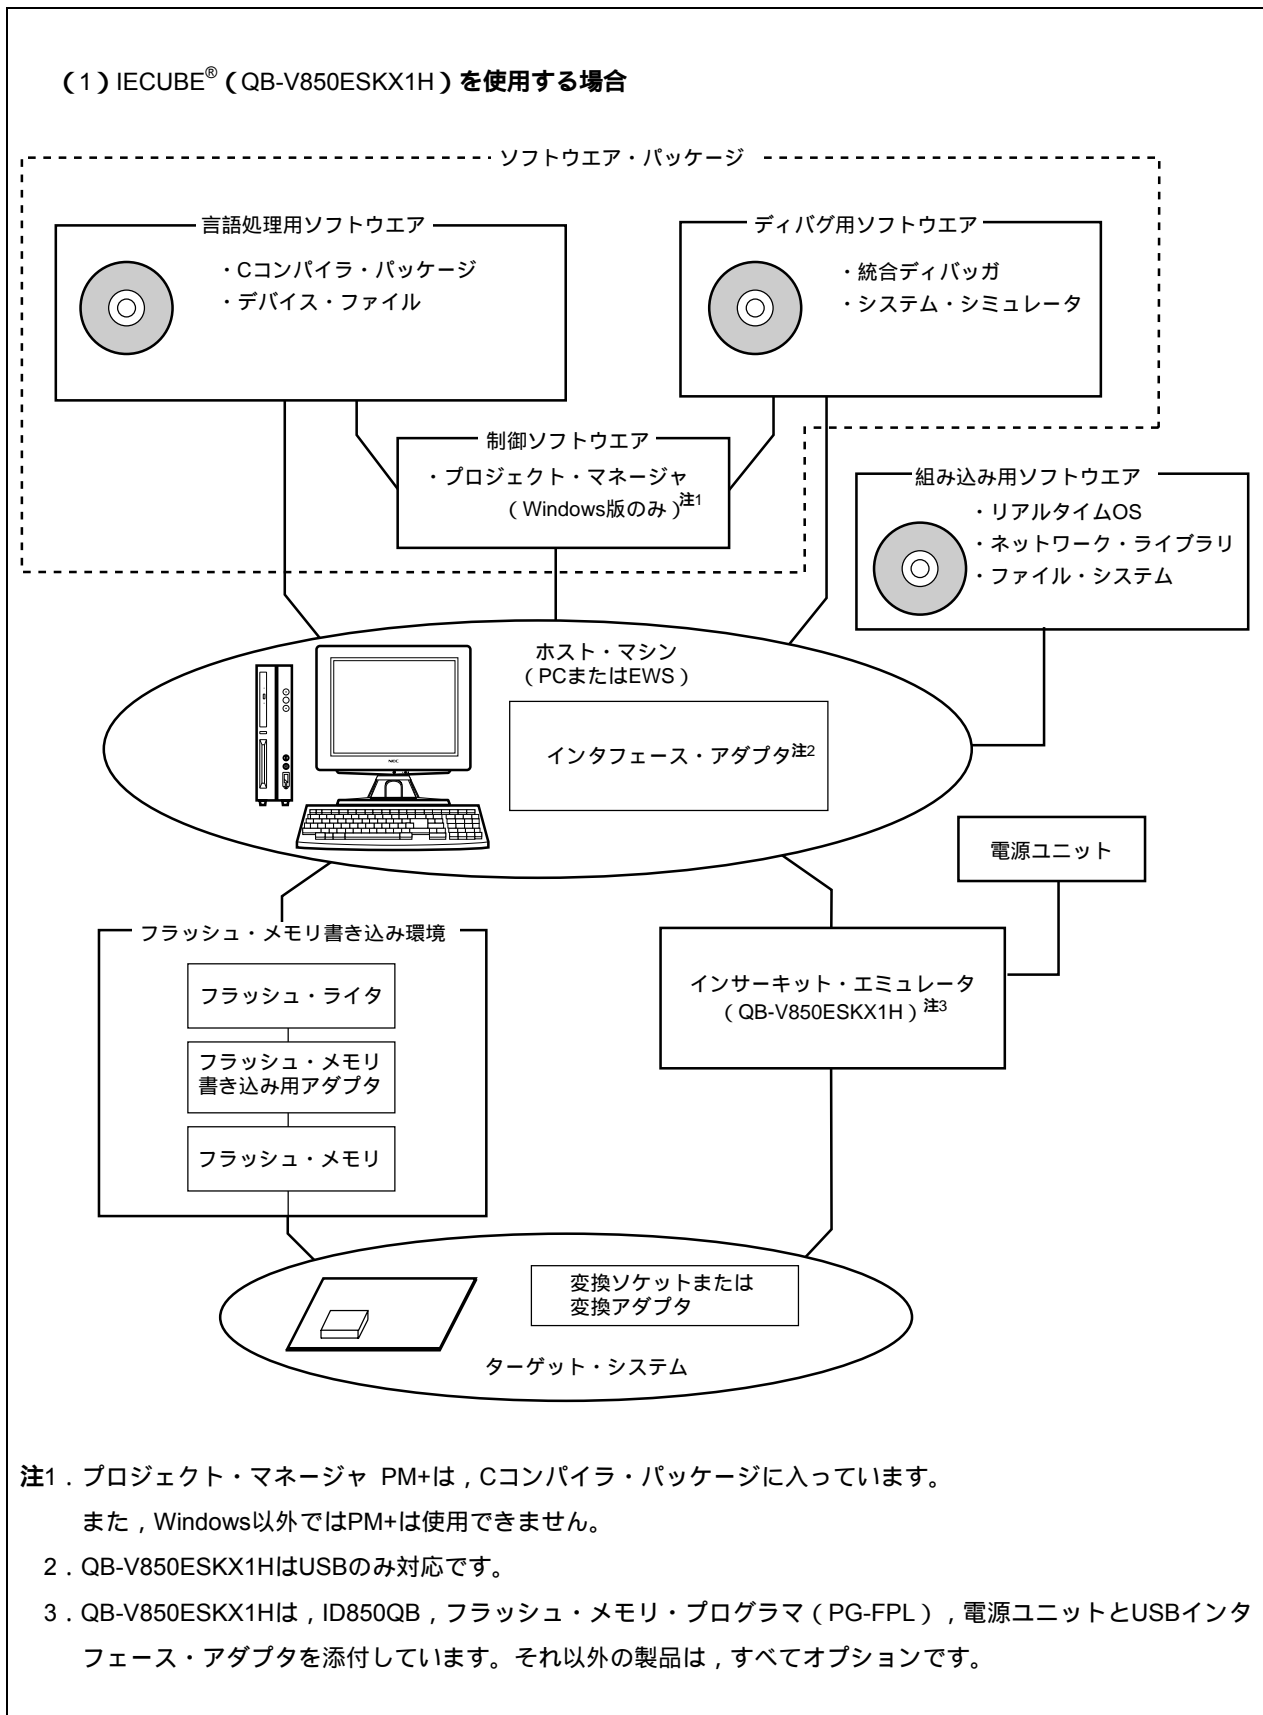 （1）IECUBE®（QB-V850ESKX1H）を使用する場合
ソフトウエア・パッケージ
言語処理用ソフトウエア
・Cコンパイラ・パッケージ
・デバイス・ファイル
ディバグ用ソフトウエア
・統合ディバッガ
・システム・シミュレータ
制御ソフトウエア
・プロジェクト・マネージャ
（Windows版のみ）注1
組み込み用ソフトウエア
・リアルタイムOS
・ネットワーク・ライブラリ
・ファイル・システム
ホスト・マシン
（PCまたはEWS）
インタフェース・アダプタ注2
NEC
電源ユニット
フラッシュ・メモリ書き込み環境
フラッシュ・ライタ
フラッシュ・メモリ
書き込み用アダプタ
フラッシュ・メモリ
インサーキット・エミュレータ
（QB-V850ESKX1H）注3
変換ソケットまたは
変換アダプタ
ターゲット・システム
注1．プロジェクト・マネージャ PM+は，Cコンパイラ・パッケージに入っています。
また，Windows以外ではPM+は使用できません。
2．QB-V850ESKX1HはUSBのみ対応です。
3．QB-V850ESKX1Hは，ID850QB，フラッシュ・メモリ・プログラマ（PG-FPL），電源ユニットとUSBインタ
フェース・アダプタを添付しています。それ以外の製品は，すべてオプションです。